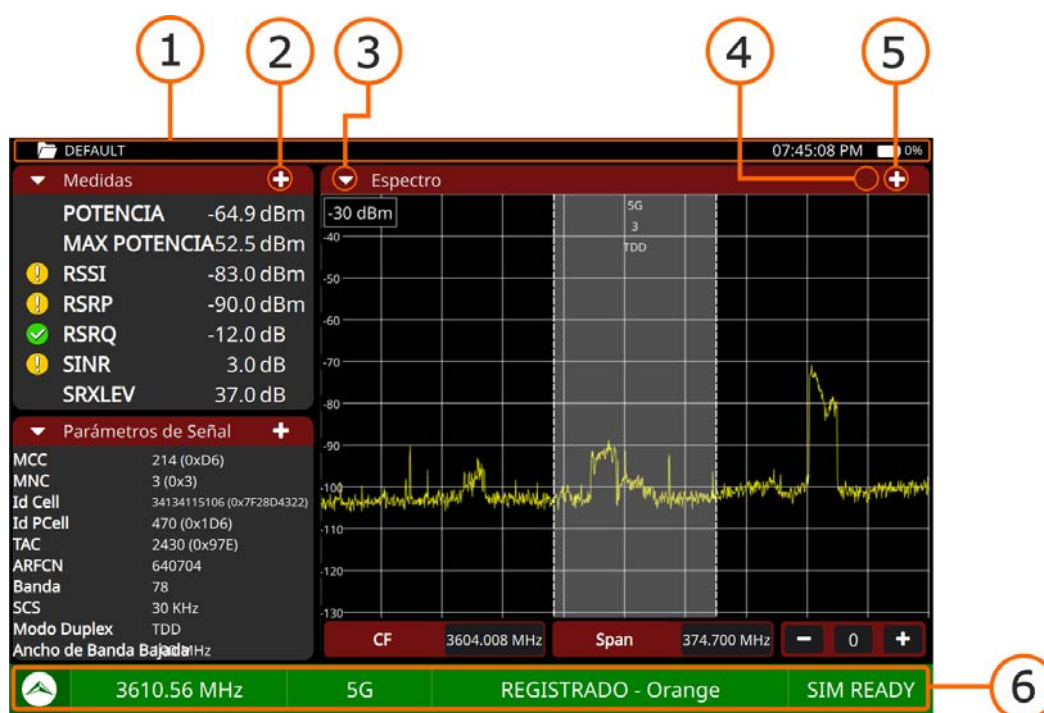 1 2 3 4 5
DEFAULT 07:45:08 PM 0%
Medidas
POTENCIA -64.9 dBm
MAX POTENCIA 52.5 dBm
RSSI -83.0 dBm
RSRP -90.0 dBm
RSRQ -12.0 dB
SINR 3.0 dB
SRXLEV 37.0 dB
Parámetros de Señal
MCC 214 (0xD6)
MNC 3 (0x3)
Id Cell 34134115106 (0x7F28D4322)
Id PCell 470 (0x1D6)
TAC 2430 (0x97E)
ARFCN 640704
Banda 78
SCS 30 KHz
Modo Duplex TDD
Ancho de Banda Bajada Hz
Espectro
-30 dBm
5G
3
TDD
-40
-50
-60
-70
-80
-90
-100
-110
-120
-130
CF 3604.008 MHz Span 374.700 MHz − 0 +
3610.56 MHz 5G REGISTRADO - Orange SIM READY
6